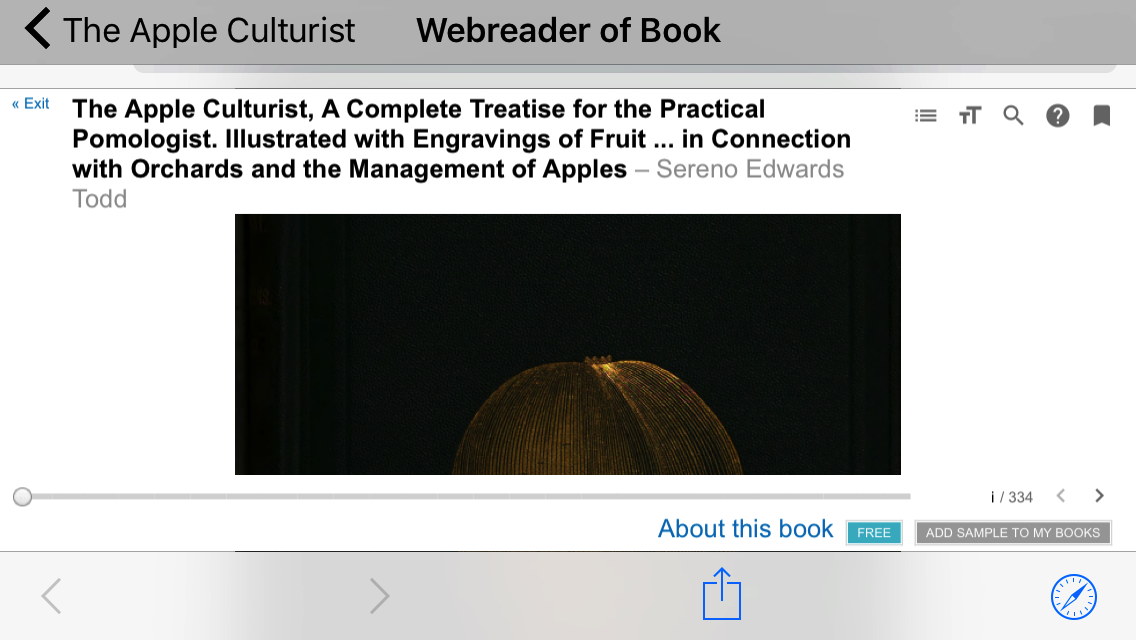 The Apple Culturist Webreader of Book
« Exit
The Apple Culturist, A Complete Treatise for the Practical
Pomologist. Illustrated with Engravings of Fruit ... in Connection
with Orchards and the Management of Apples – Sereno Edwards
Todd
i / 334
About this book FREE ADD SAMPLE TO MY BOOKS